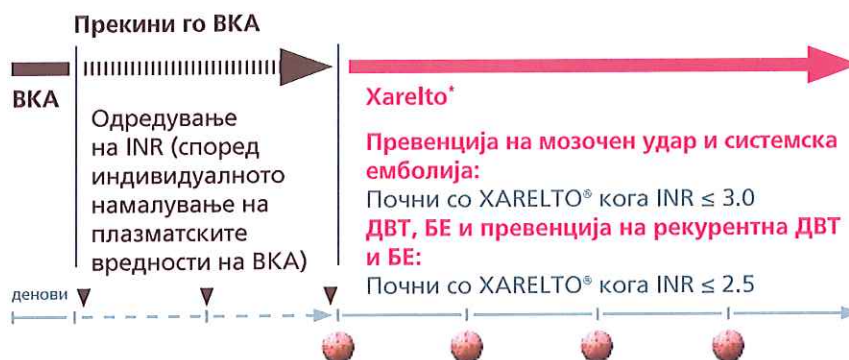 Прекини го ВКА
ВКА
Одредување
на INR (според
индивидуалното
намалување на
плазматските
вредности на ВКА)
Xarelto*
Превенција на мозочен удар и системска
емболија:
Почни со XARELTO® кога INR ≤ 3.0
ДВТ, БЕ и превенција на рекурентна ДВТ
и БЕ:
Почни со XARELTO® кога INR ≤ 2.5
денови